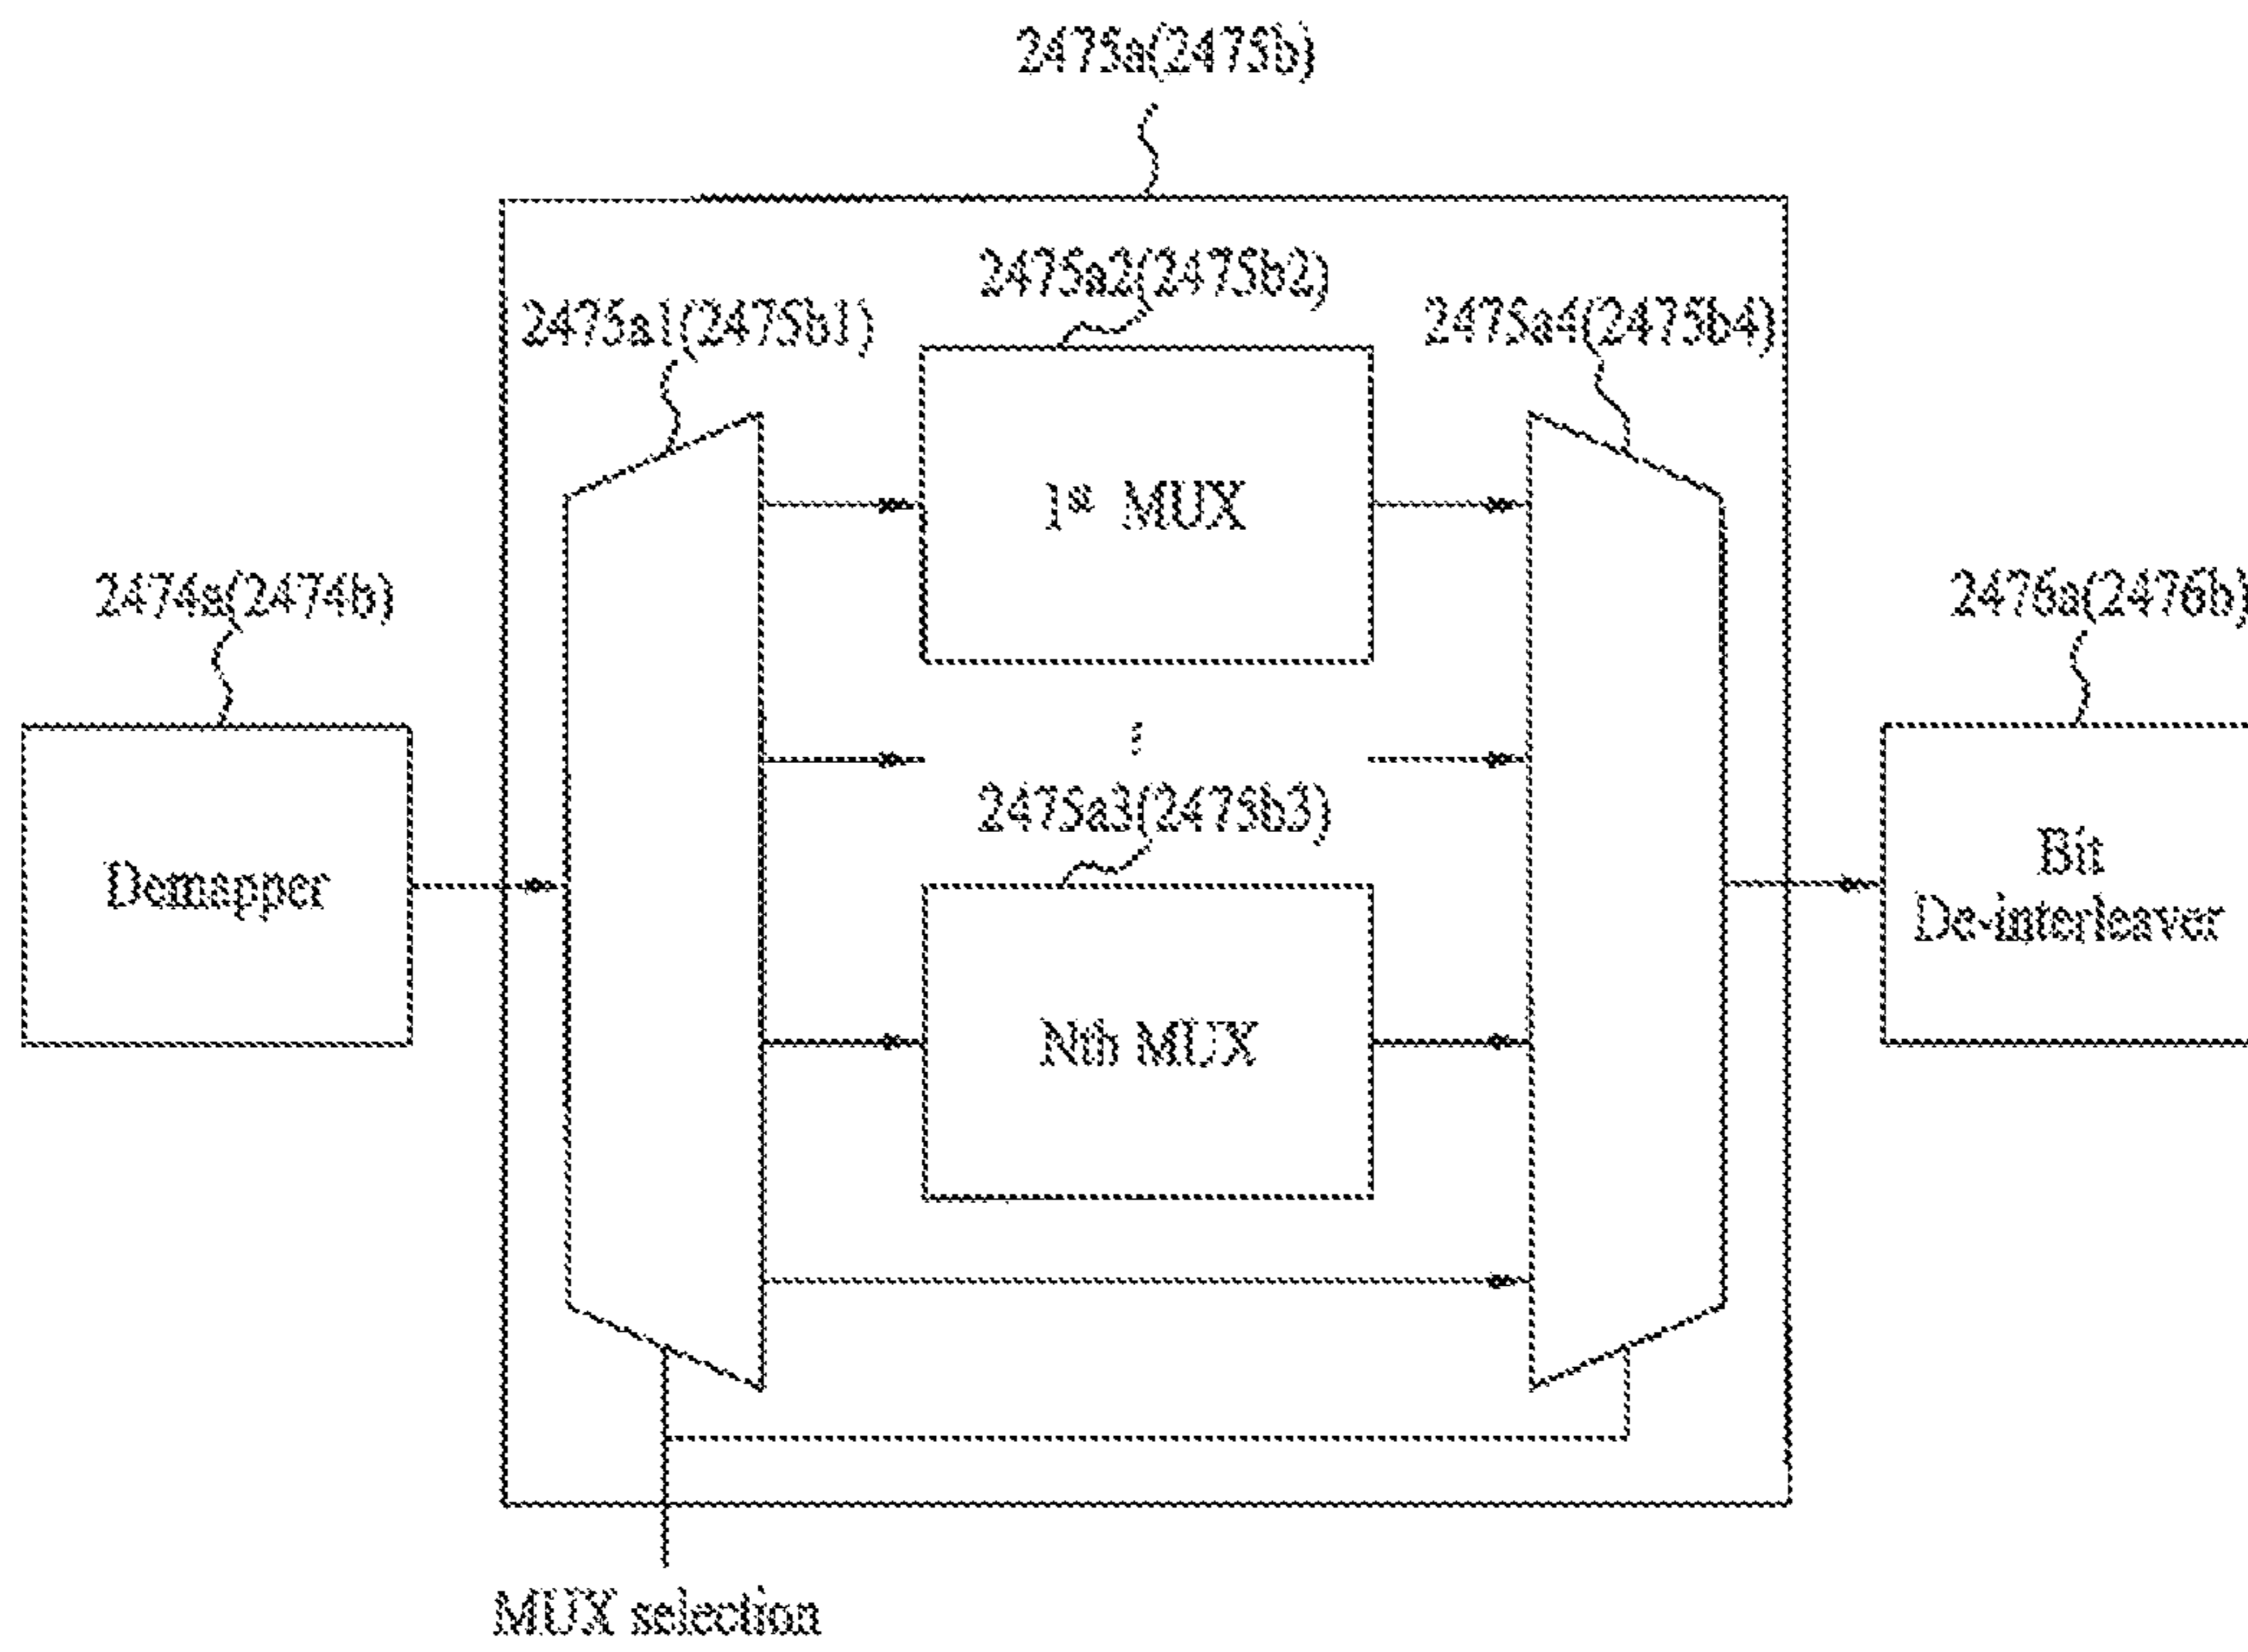 2475a(2475b)
2475a2(2475b2)
2475a1(2475b1)
2475a4(2475b4)
1st MUX
2474a(2474b)
2476a(2476b)
2475a3(2475b3)
Demapper
Bit
De-interleaver
Nth MUX
MUX selection